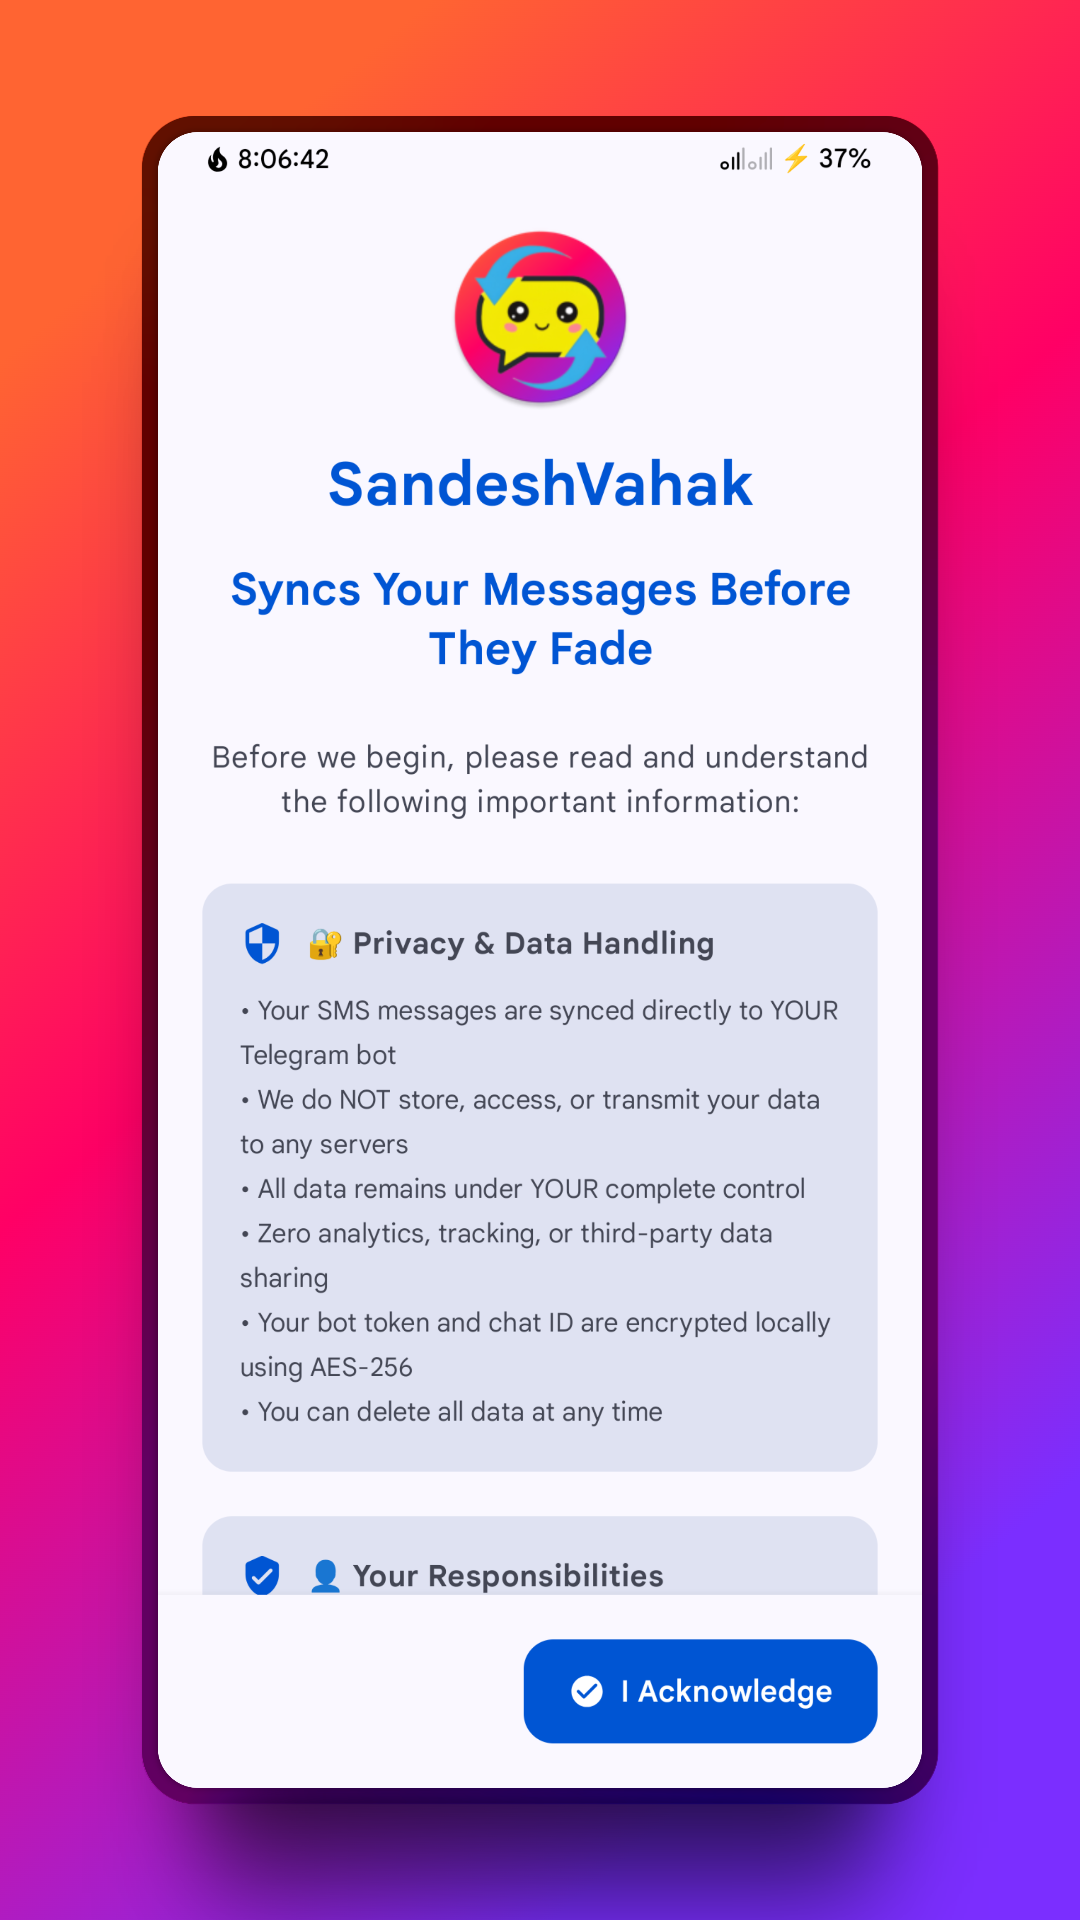 8:06:42
37%
SandeshVahak
Syncs Your Messages Before
They Fade
Before we begin, please read and understand
the following important information:
🔐 Privacy & Data Handling
• Your SMS messages are synced directly to YOUR
Telegram bot
• We do NOT store, access, or transmit your data
to any servers
• All data remains under YOUR complete control
• Zero analytics, tracking, or third-party data
sharing
• Your bot token and chat ID are encrypted locally
using AES-256
• You can delete all data at any time
👤 Your Responsibilities
I Acknowledge